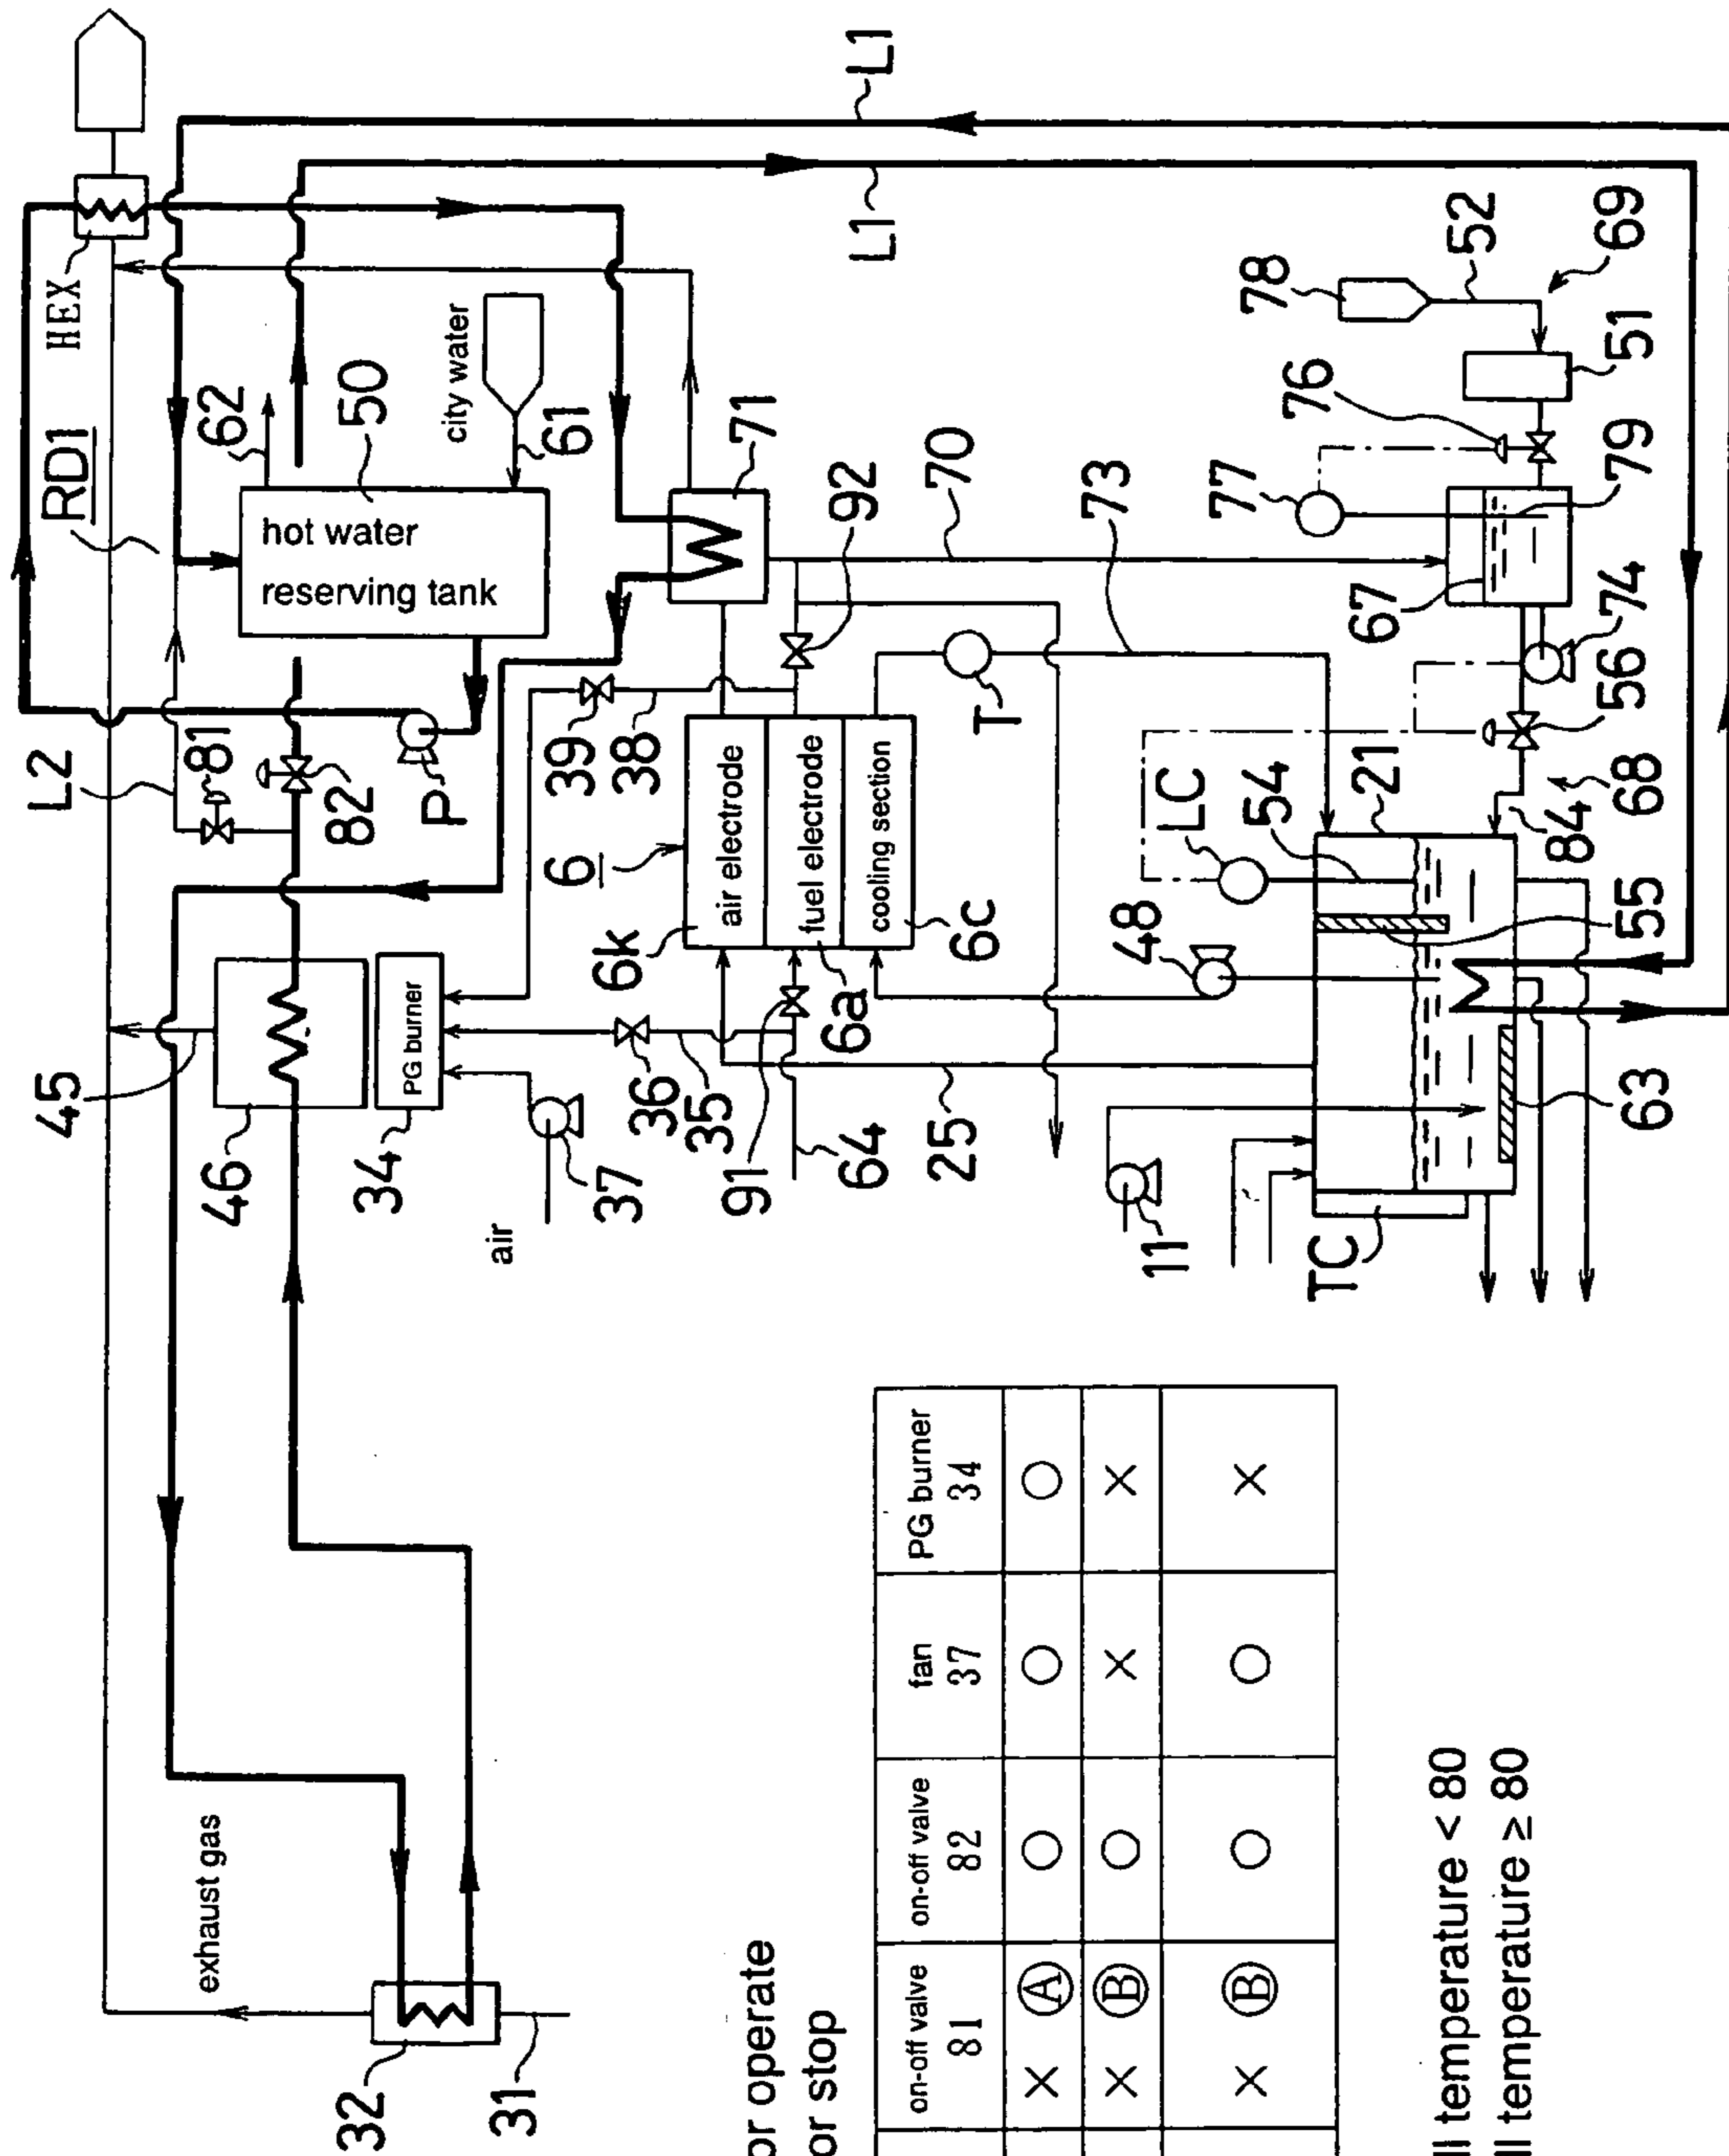 HEX
RD1
L1
L1
L2
62
50
hot water
reserving tank
city water
61
81
82
P
71
92
70
73
T
39
38
6
6k
air electrode
fuel electrode
cooling section
6a
6c
45
46
PG burner
34
36
35
37
air
91
64
25
78
52
69
51
76
77
79
67
74
56
68
84
21
LC
54
48
55
63
11
TC
exhaust gas
32
31
or operate
or stop
on-off valve 81
on-off valve 82
fan 37
PG burner 34
× Ⓐ ○ ○ ○
× Ⓑ ○ × ×
× Ⓑ ○ ○ ×
temperature < 80
temperature ≥ 80